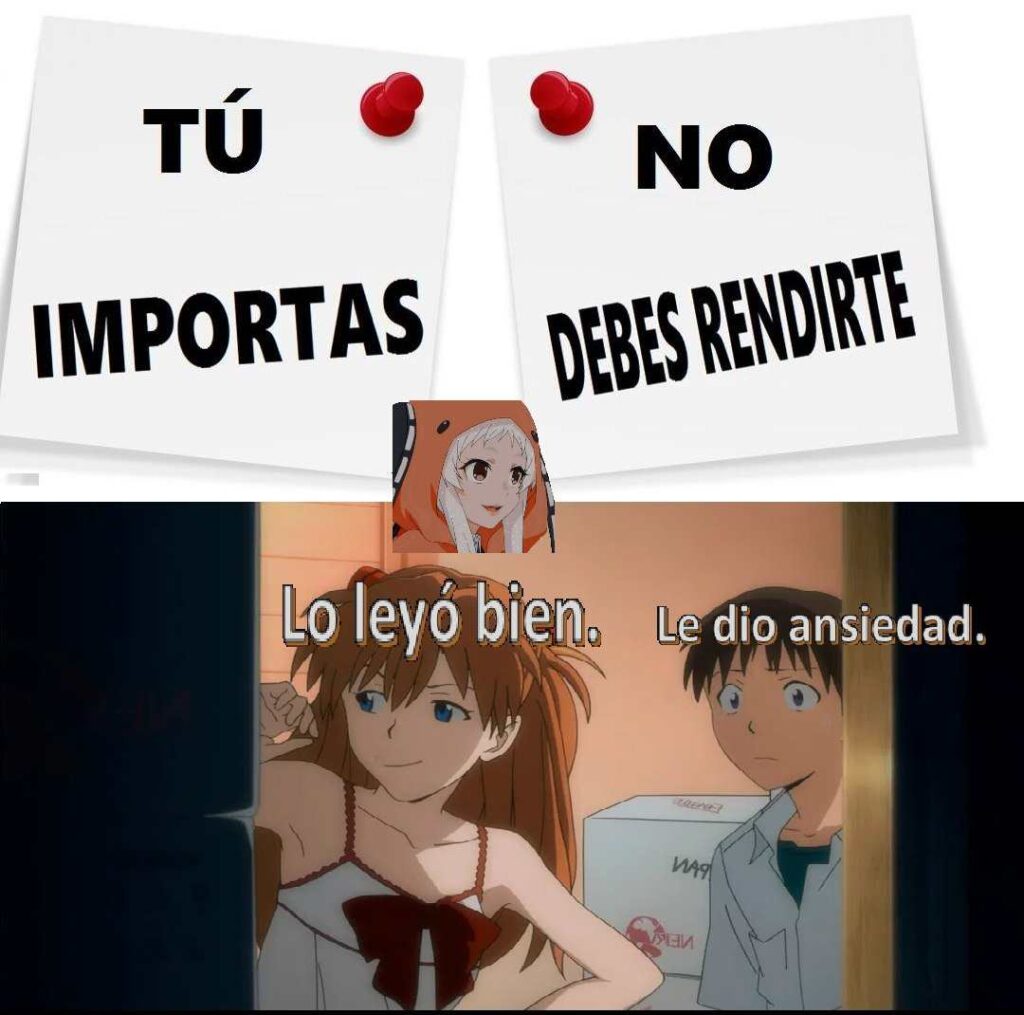 TÚ
IMPORTAS
NO
DEBES RENDIRTE
Lo leyó bien.
Le dio ansiedad.